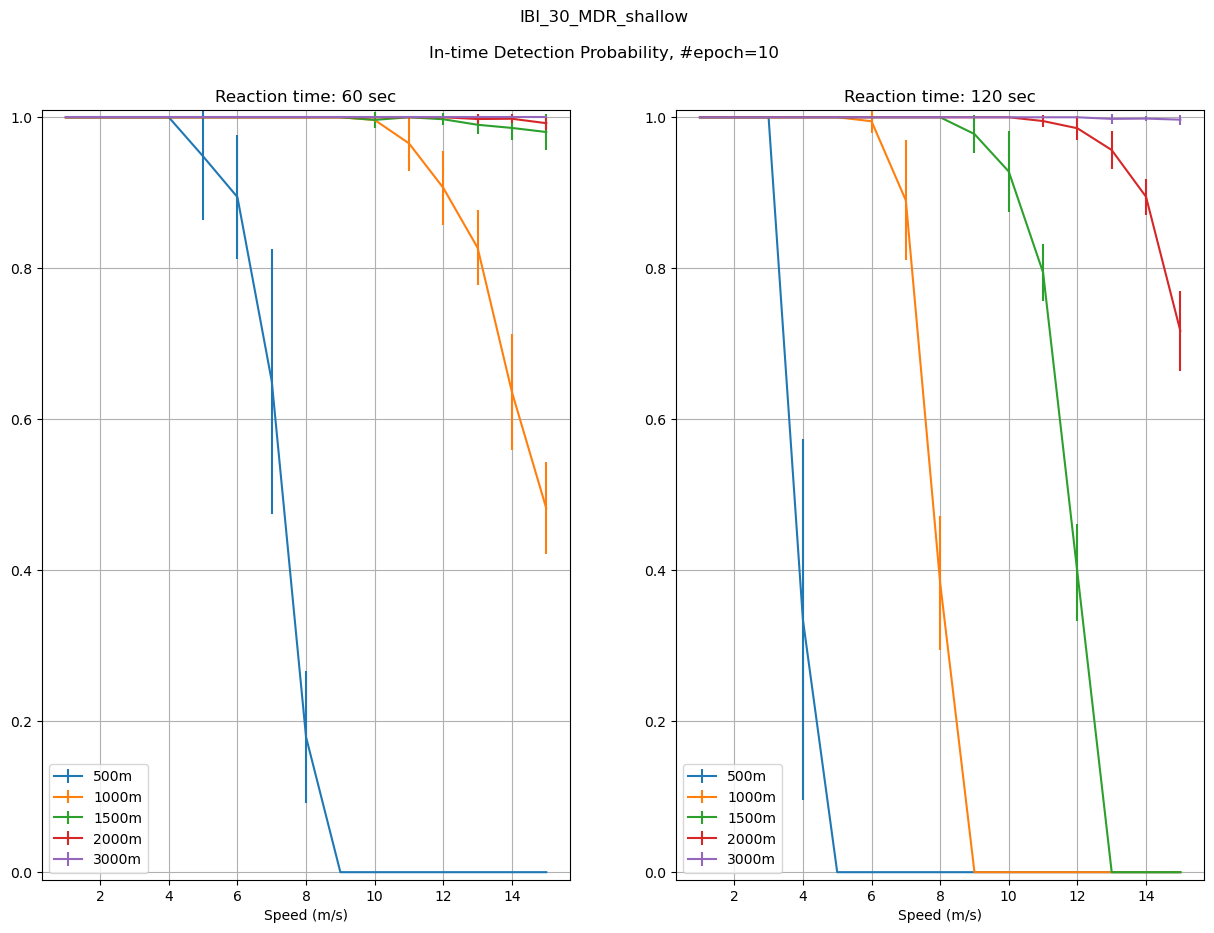 IBI_30_MDR_shallow
In-time Detection Probability, #epoch=10
Reaction time: 60 sec
1.0
0.8
0.6
0.4
0.2
0.0
500m
1000m
1500m
2000m
3000m
2 4 6 8 10 12 14
Speed (m/s)
Reaction time: 120 sec
1.0
0.8
0.6
0.4
0.2
0.0
500m
1000m
1500m
2000m
3000m
2 4 6 8 10 12 14
Speed (m/s)